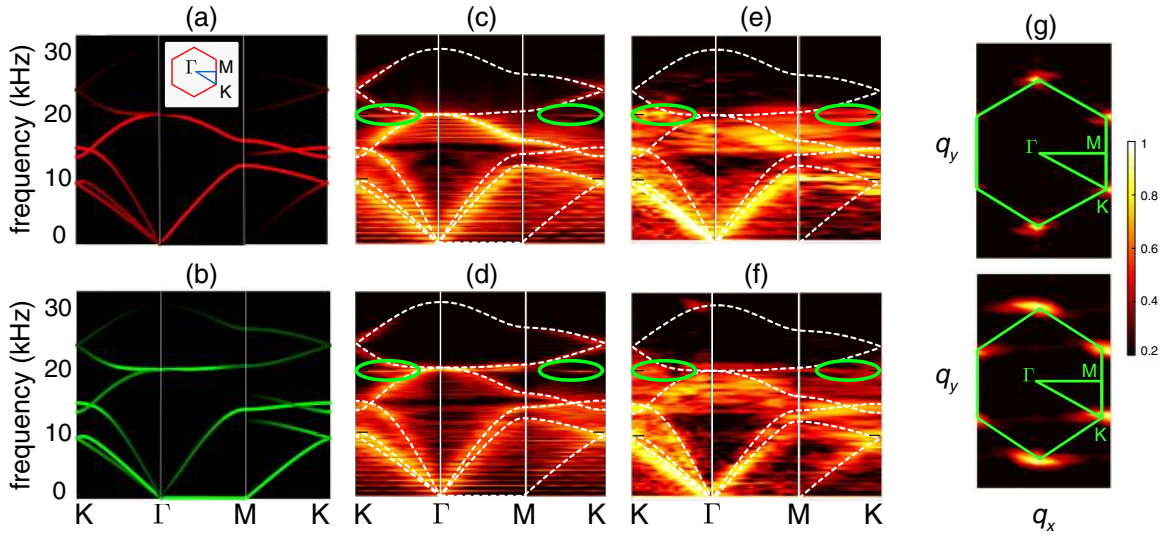 (a) (c) (e) (g)
frequency (kHz)
30
20
10
0
Γ
M
K
q_y
Γ
M
K
1
0.8
0.6
0.4
0.2
(b) (d) (f)
frequency (kHz)
30
20
10
0
K Γ M K
K Γ M K
K Γ M K
q_y
Γ
M
K
q_x